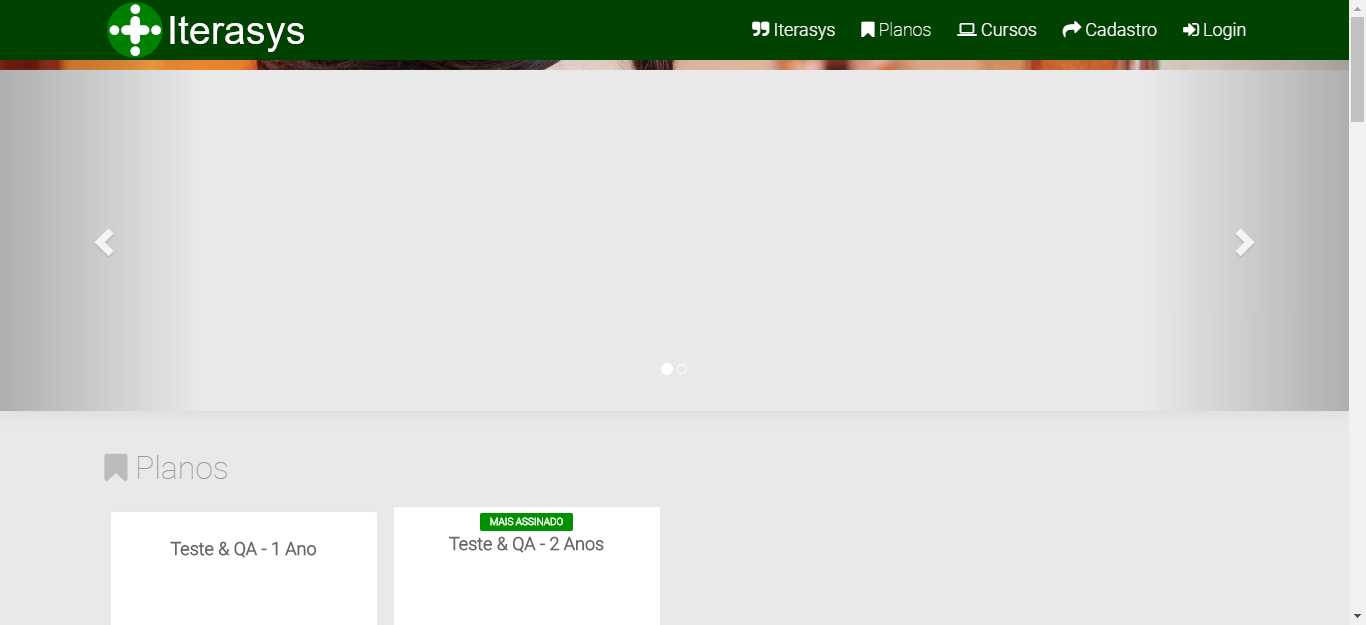 Iterasys
Iterasys Planos Cursos Cadastro Login
Planos
Teste & QA - 1 Ano
MAIS ASSINADO
Teste & QA - 2 Anos